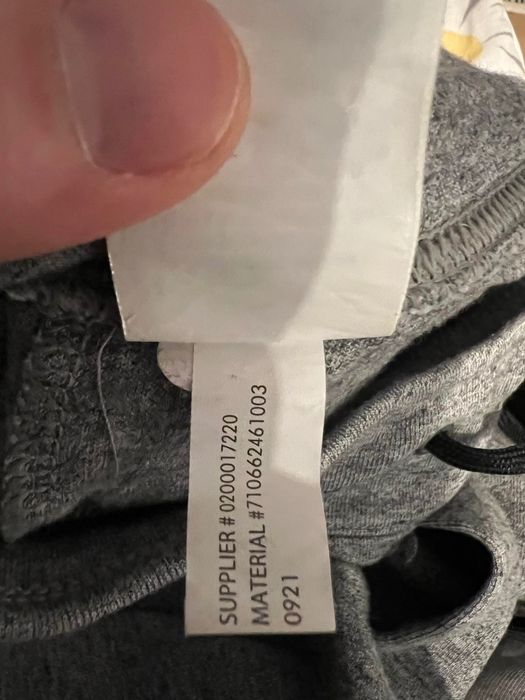 SUPPLIER # 0200017220
MATERIAL #710662461003
0921